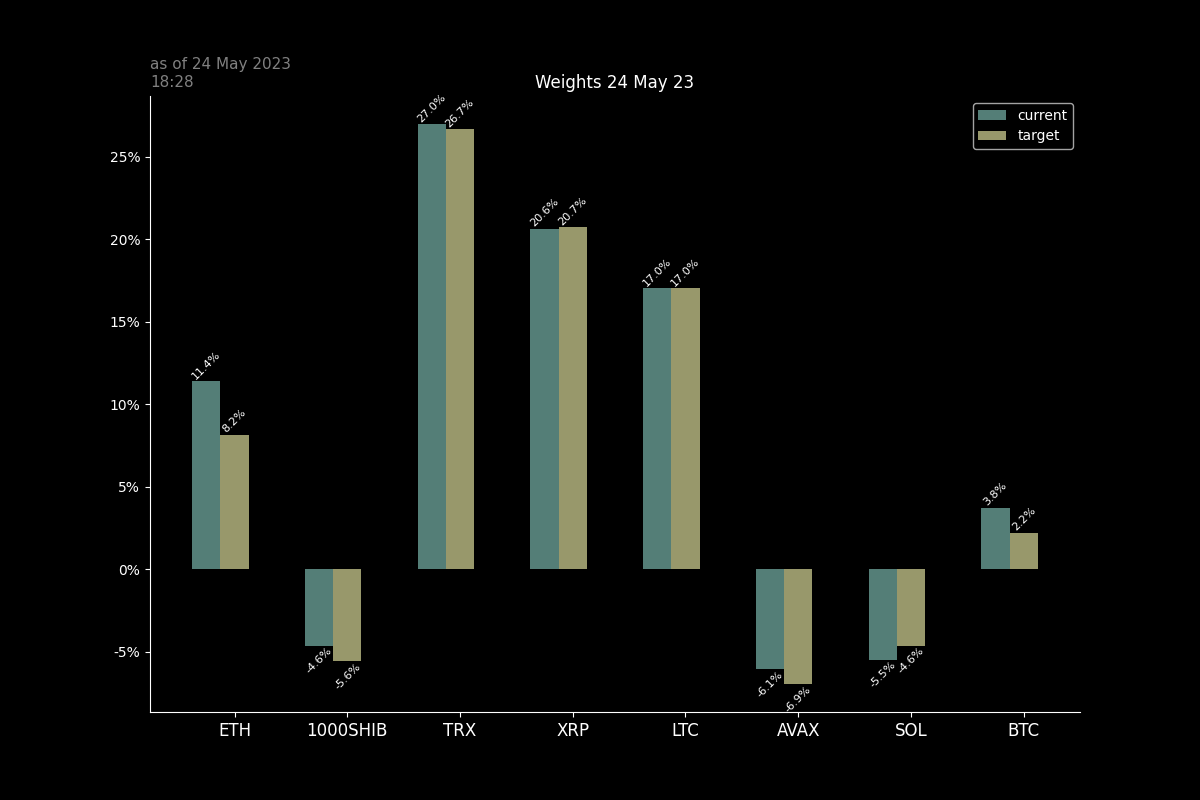 as of 24 May 2023
18:28
Weights 24 May 23
current
target
27.0%
26.7%
25%
20.6%
20.7%
20%
17.0%
17.0%
15%
11.4%
10%
8.2%
5%
3.8%
2.2%
0%
-5%
-4.6%
-5.6%
-6.1%
-6.9%
-5.5%
-4.6%
ETH
1000SHIB
TRX
XRP
LTC
AVAX
SOL
BTC